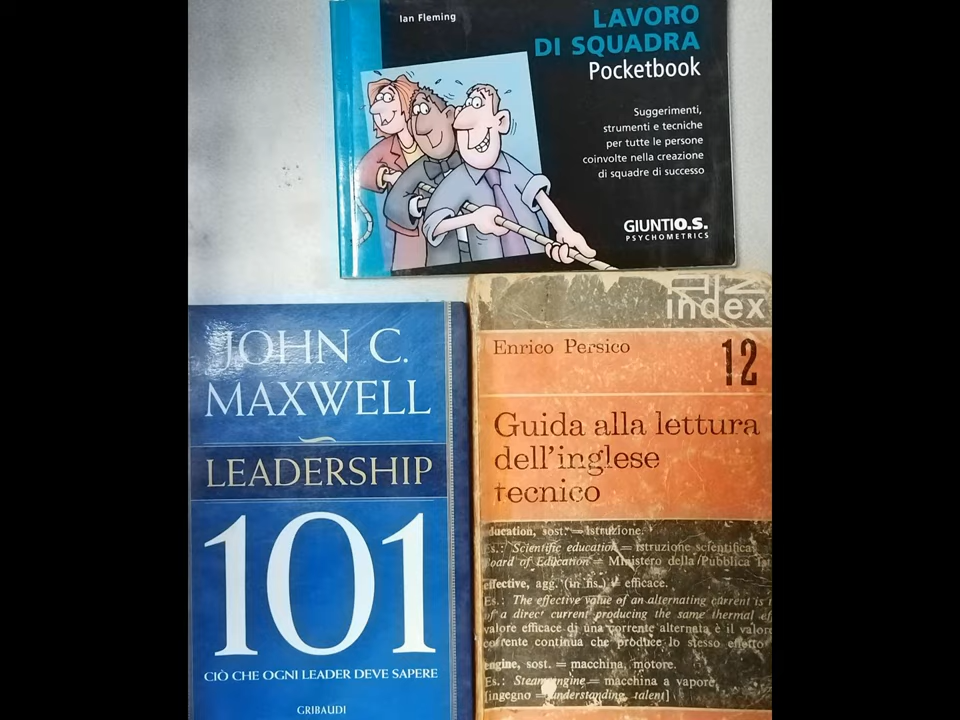 Ian Fleming
LAVORO
DI SQUADRA
Pocketbook
Suggerimenti,
strumenti e tecniche
per tutte le persone
coinvolte nella creazione
di squadre di successo
GIUNTIO.S.
PSYCHOMETRICS
JOHN C.
MAXWELL
LEADERSHIP
101
CIÒ CHE OGNI LEADER DEVE SAPERE
GRIBAUDI
index
Enrico Persico
12
Guida alla lettura
dell'inglese
tecnico
sost. = istruzione.
Es.: Scientific education = istruzione scientifica
of Education = Ministero della Pubblica
effective, agg. (in fis.) = efficace.
Es.: The effective value of an alternating current is
of a direct current producing the same thermal
valore efficace di una corrente alternata è il valore
corrente continua che produce lo stesso effetto
engine, sost. = macchina, motore.
Es.: Steam engine = macchina a vapore,
[ingegno = understanding, talent]